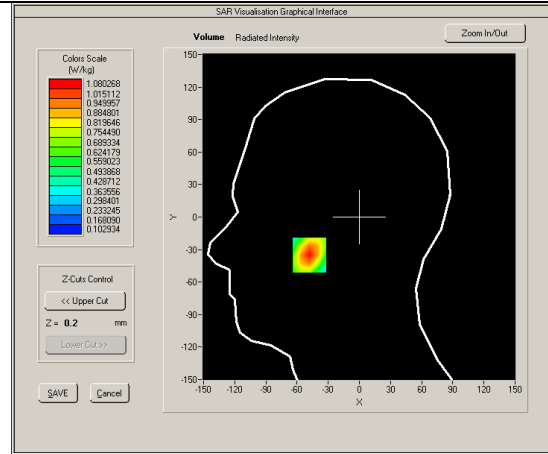 SAR Visualisation Graphical Interface
Volume Radiated Intensity
Zoom In/Out
Colors Scale
(W/kg)
1.080268
1.015112
0.949957
0.884801
0.819646
0.754490
0.689334
0.624179
0.559023
0.493868
0.428712
0.363556
0.298401
0.233245
0.168090
0.102934
Z-Cuts Control
<< Upper Cut
Z = 0.2 mm
Lower Cut >>
SAVE Cancel
150
120
90
60
30
0
-30
-60
-90
-120
-150
Y
-150 -120 -90 -60 -30 0 30 60 90 120 150
X